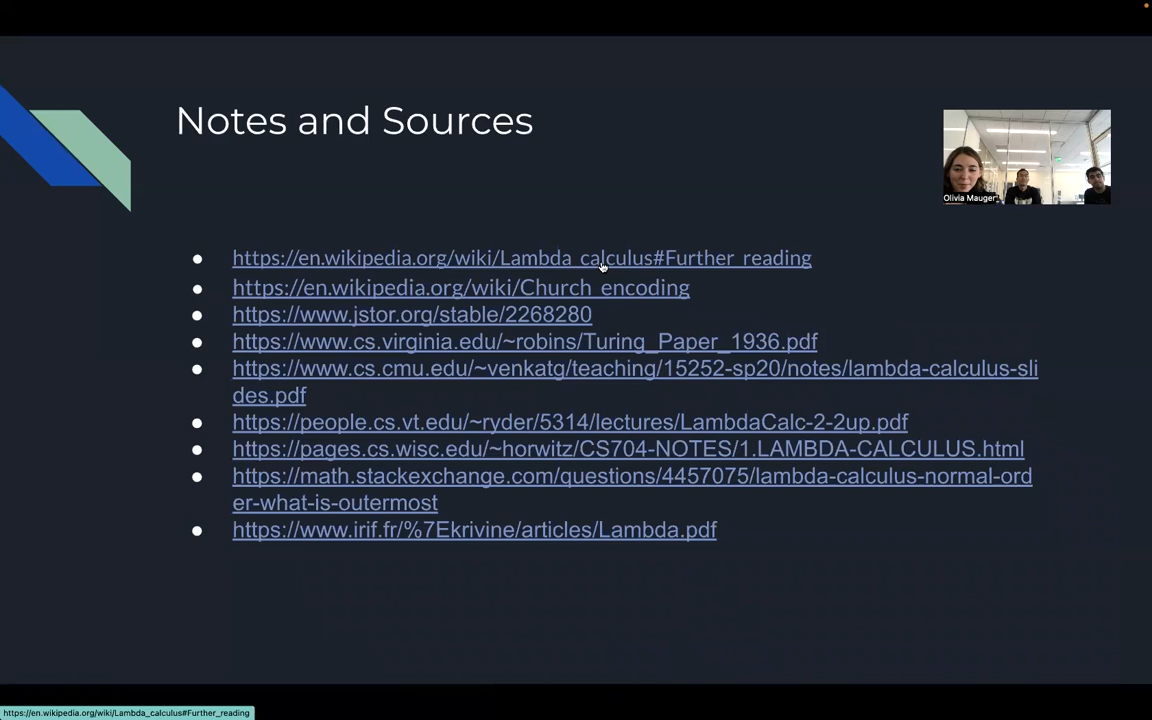 Notes and Sources
Olivia Mauger
https://en.wikipedia.org/wiki/Lambda_calculus#Further_reading
https://en.wikipedia.org/wiki/Church_encoding
https://www.jstor.org/stable/2268280
https://www.cs.virginia.edu/~robins/Turing_Paper_1936.pdf
https://www.cs.cmu.edu/~venkatg/teaching/15252-sp20/notes/lambda-calculus-sli
des.pdf
https://people.cs.vt.edu/~ryder/5314/lectures/LambdaCalc-2-2up.pdf
https://pages.cs.wisc.edu/~horwitz/CS704-NOTES/1.LAMBDA-CALCULUS.html
https://math.stackexchange.com/questions/4457075/lambda-calculus-normal-ord
er-what-is-outermost
https://www.irif.fr/%7Ekrivine/articles/Lambda.pdf
https://en.wikipedia.org/wiki/Lambda_calculus#Further_reading